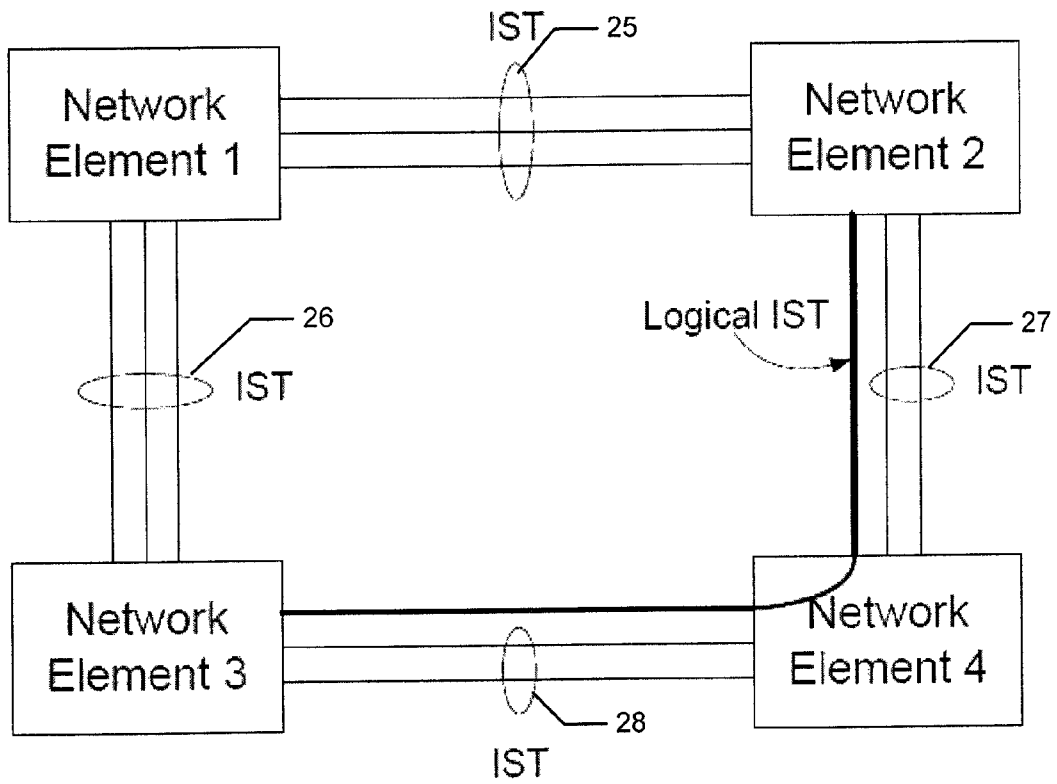 IST
25
Network
Element 1
Network
Element 2
26
IST
Logical IST
27
IST
Network
Element 3
Network
Element 4
28
IST